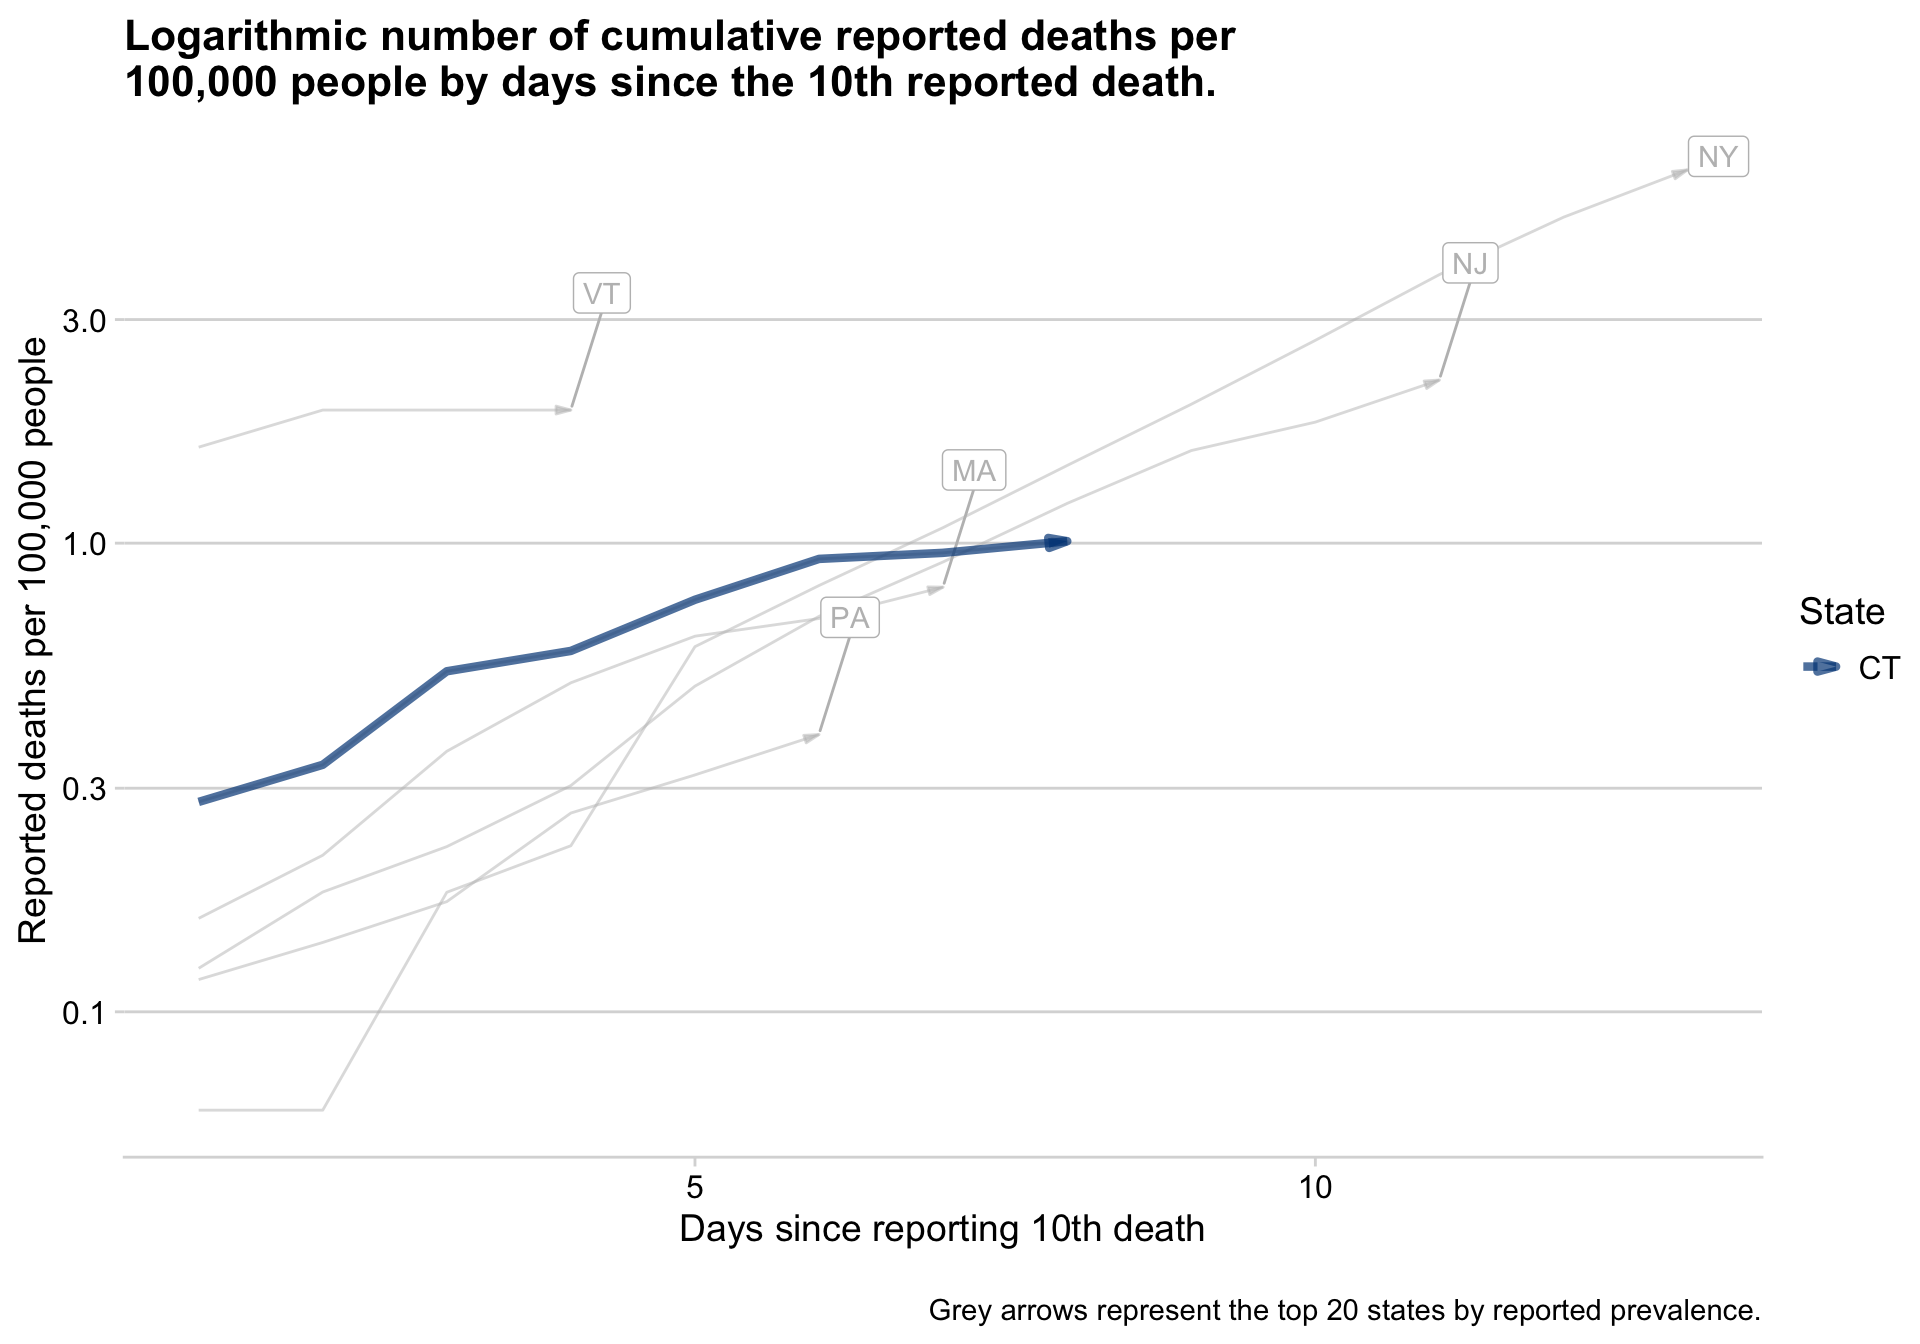 Logarithmic number of cumulative reported deaths per
100,000 people by days since the 10th reported death.
NY
NJ
VT
3.0
MA
1.0
PA
0.3
0.1
Reported deaths per 100,000 people
State
CT
5
10
Days since reporting 10th death
Grey arrows represent the top 20 states by reported prevalence.